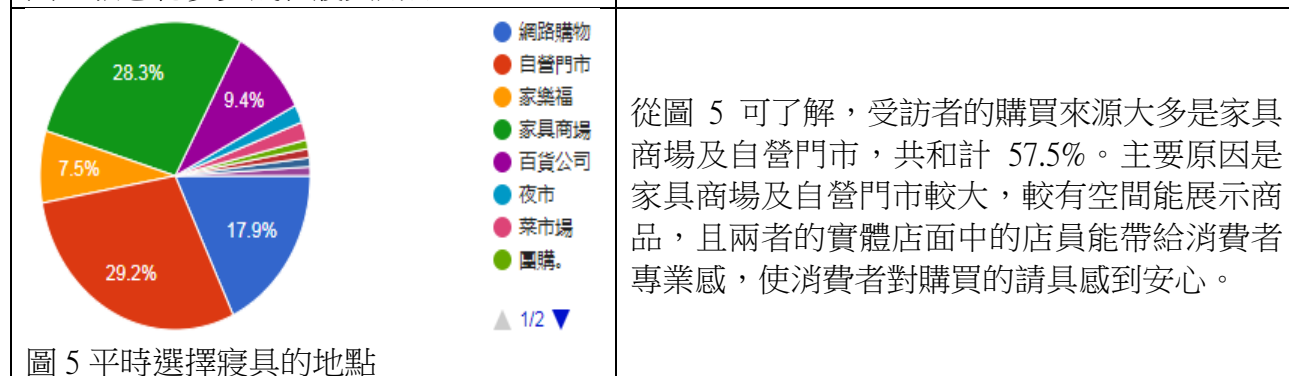 28.3%
9.4%
7.5%
17.9%
29.2%
網路購物
自營門市
家樂福
家具商場
百貨公司
夜市
菜市場
團購。
1/2
圖 5 平時選擇寢具的地點
從圖 5 可了解，受訪者的購買來源大多是家具
商場及自營門市，共和計 57.5%。主要原因是
家具商場及自營門市較大，較有空間能展示商
品，且兩者的實體店面中的店員能帶給消費者
專業感，使消費者對購買的請具感到安心。